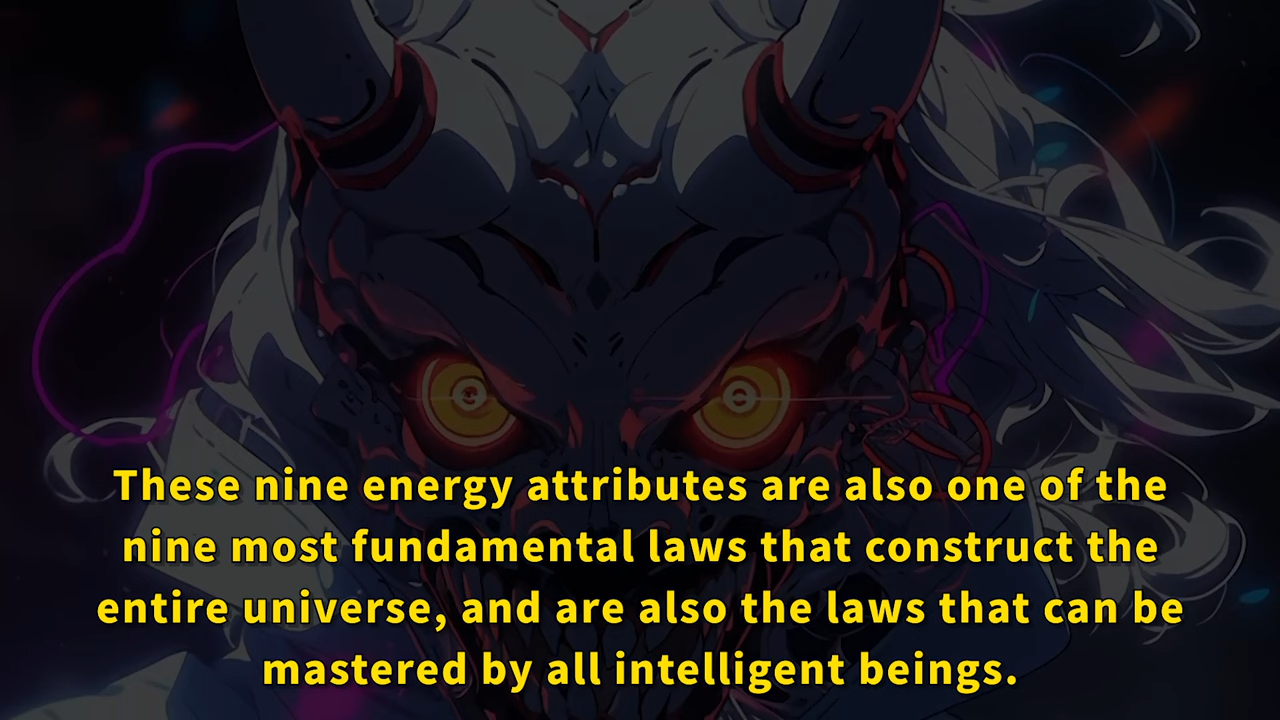 These nine energy attributes are also one of the
nine most fundamental laws that construct the
entire universe, and are also the laws that can be
mastered by all intelligent beings.